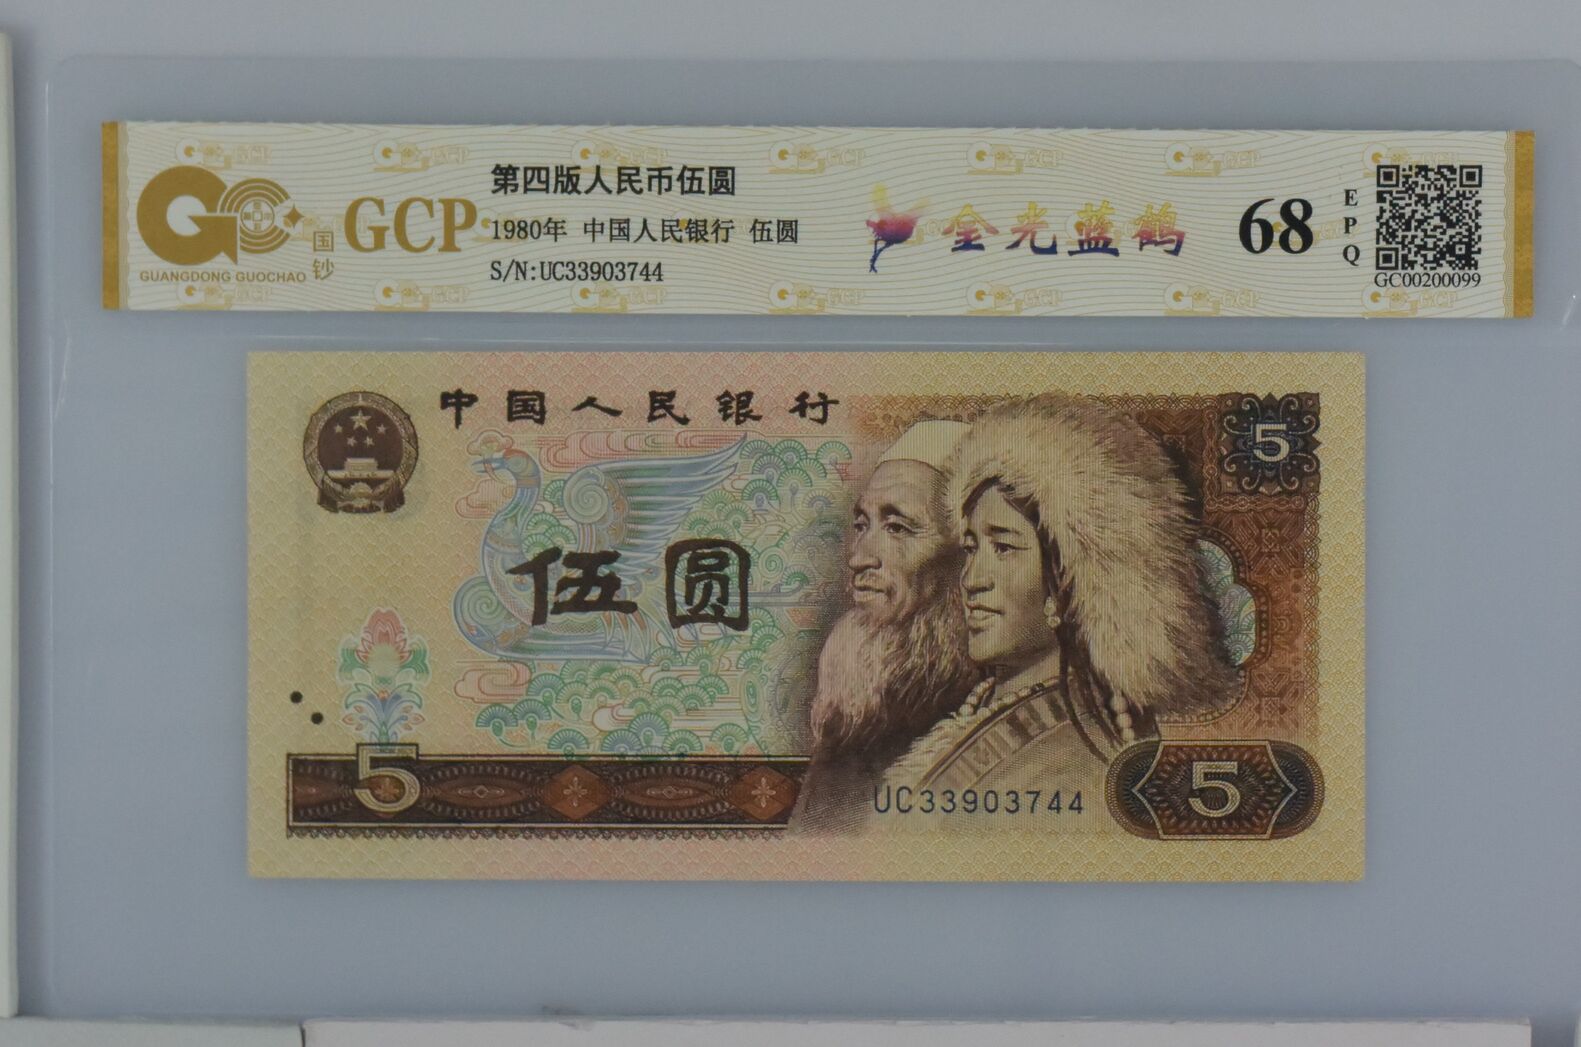 国钞
GUANGDONG GUOCHAO
GCP
第四版人民币伍圆
1980年 中国人民银行 伍圆
S/N:UC33903744
全光蓝鹤
68
EPQ
GC00200099
中国人民银行
5
伍圆
5
UC33903744
5